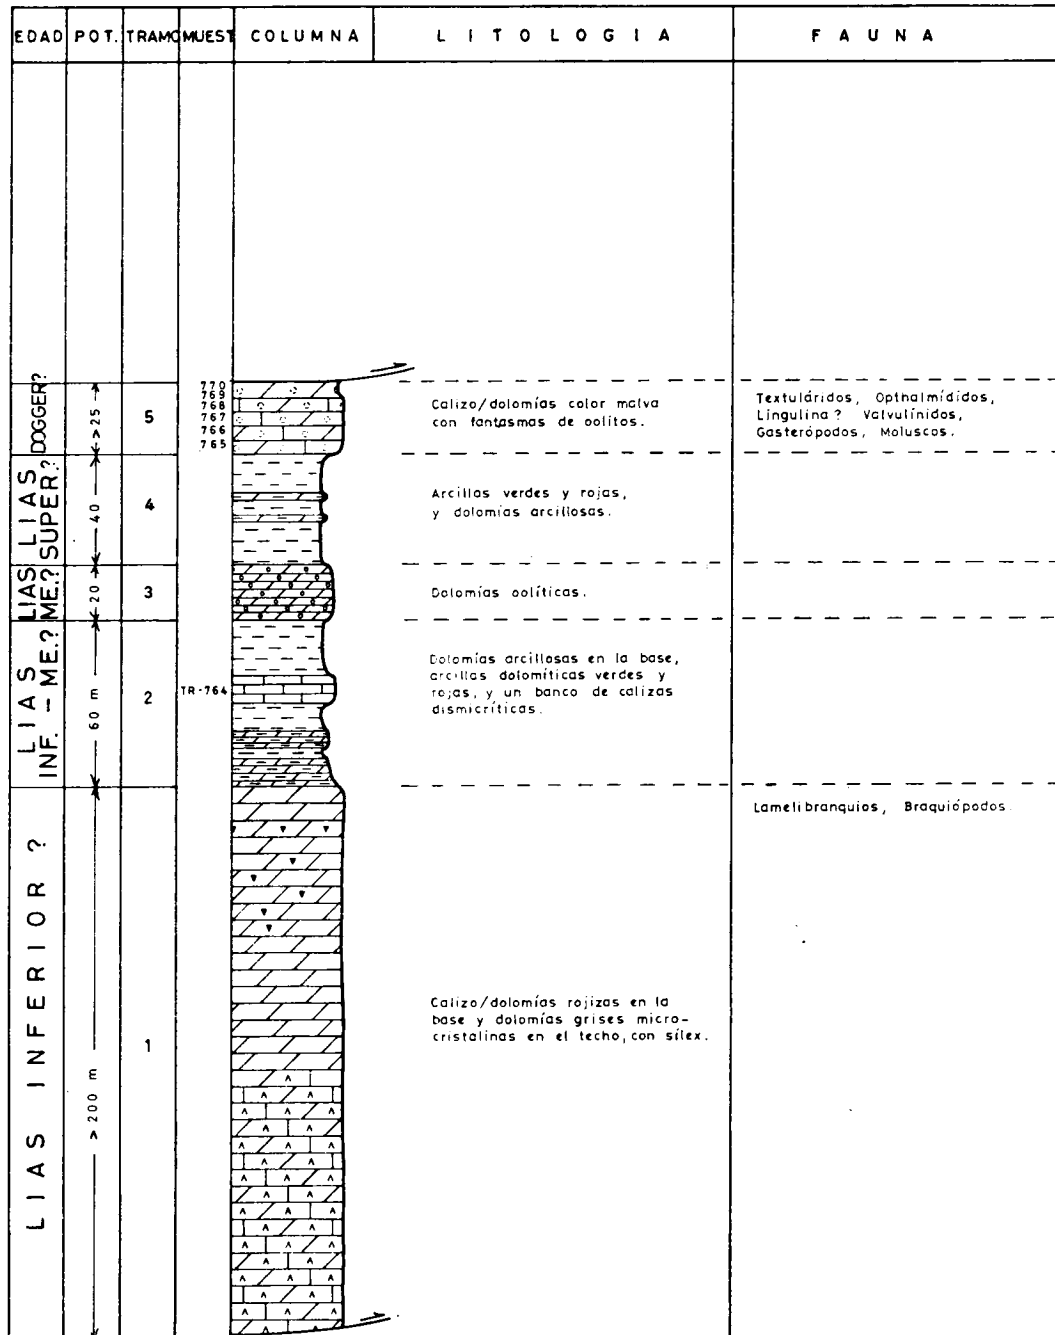 EDAD POT. TRAMO MUEST COLUMNA LITOLOGIA FAUNA
DOGGER?
> 25
5
770
769
768
767
766
765
Calizo/dolomías color malva
con fantasmas de oolitos.
Textuláridos, Opthalmídidos,
Lingulina? Valvulínidos,
Gasterópodos, Moluscos.
LIAS
SUPER.?
40
4
Arcillas verdes y rojas,
y dolomías arcillosas.
LIAS
ME.?
20
3
Dolomías oolíticas.
LIAS
INF. - ME.?
60 m
2
TR-764
Dolomías arcillosas en la base,
arcillas dolomíticas verdes y
rojas, y un banco de calizas
dismicríticas.
LIAS INFERIOR ?
> 200 m
1
Calizo/dolomías rojizas en la
base y dolomías grises micro-
cristalinas en el techo, con sílex.
Lamelibranquios, Braquiópodos.